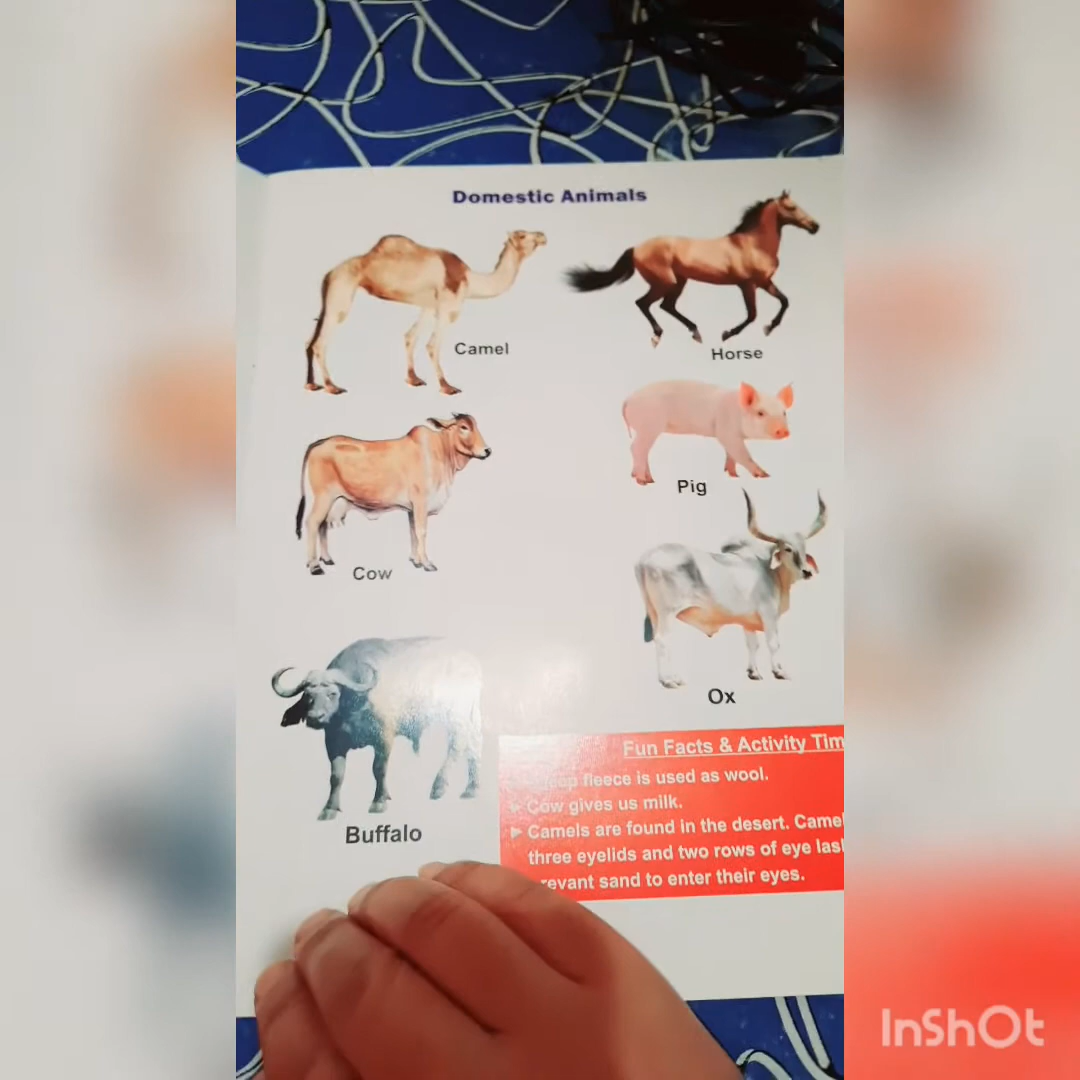 Domestic Animals
Camel
Horse
Cow
Pig
Ox
Buffalo
Fun Facts & Activity Tim
fleece is used as wool.
Cow gives us milk.
Camels are found in the desert. Camel
three eyelids and two rows of eye lash
revant sand to enter their eyes.
InShOt